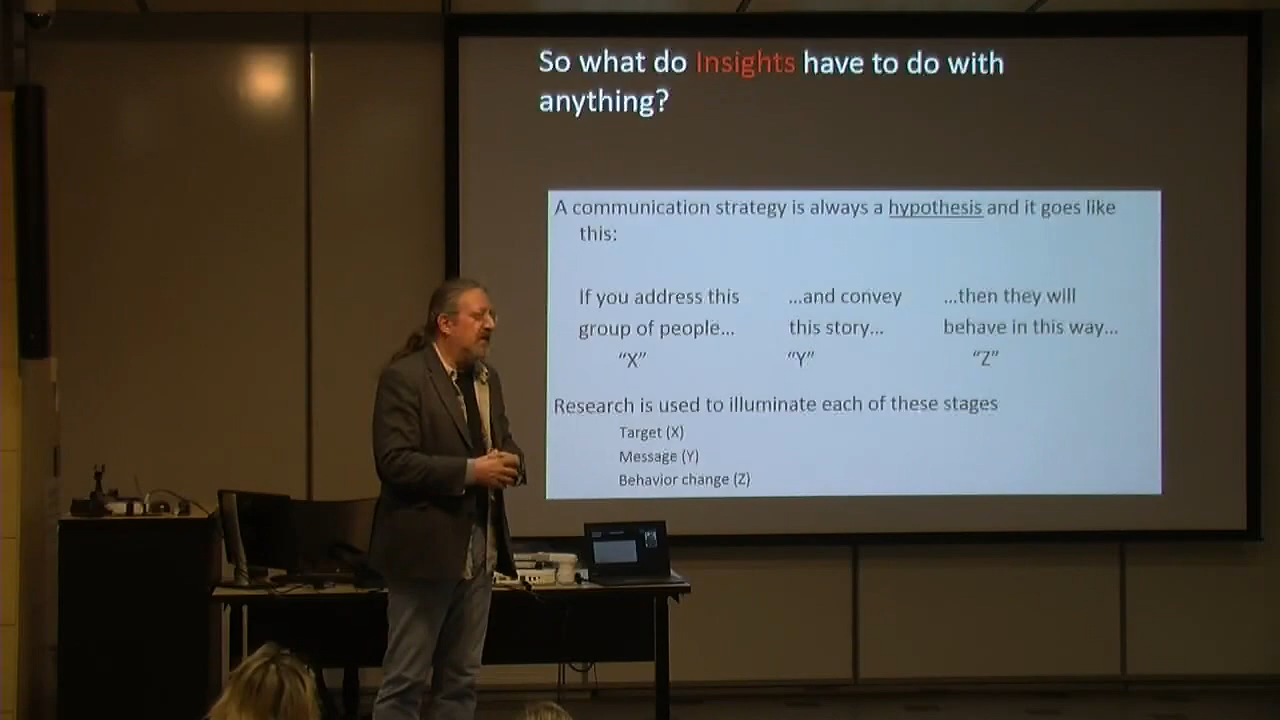 So what do Insights have to do with
anything?
A communication strategy is always a hypothesis and it goes like
this:
If you address this ...and convey ...then they will
group of people... this story... behave in this way...
“X” “Y” “Z”
Research is used to illuminate each of these stages
Target (X)
Message (Y)
Behavior change (Z)